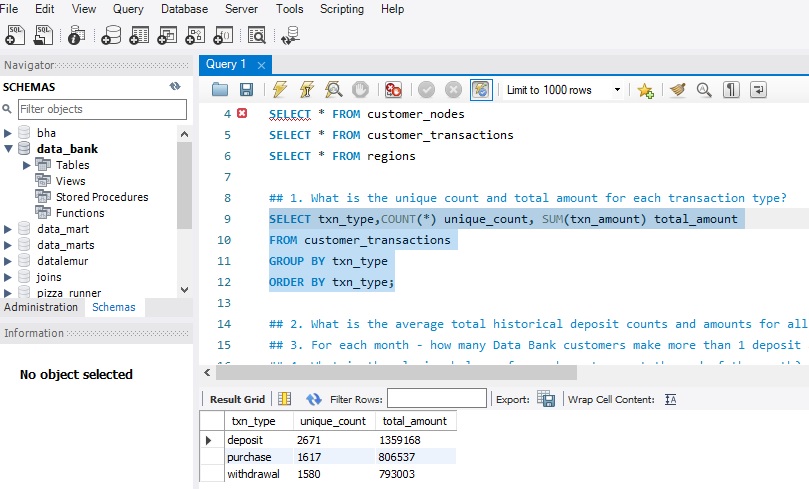 File Edit View Query Database Server Tools Scripting Help
Navigator
SCHEMAS
Filter objects
bha
data_bank
Tables
Views
Stored Procedures
Functions
data_mart
data_marts
datalemur
joins
pizza_runner
Administration Schemas
Information
No object selected
Query 1
Limit to 1000 rows
4 SELECT * FROM customer_nodes
5 SELECT * FROM customer_transactions
6 SELECT * FROM regions
7
8 ## 1. What is the unique count and total amount for each transaction type?
9 SELECT txn_type,COUNT(*) unique_count, SUM(txn_amount) total_amount
10 FROM customer_transactions
11 GROUP BY txn_type
12 ORDER BY txn_type;
13
14 ## 2. What is the average total historical deposit counts and amounts for all
15 ## 3. For each month - how many Data Bank customers make more than 1 deposit
Result Grid Filter Rows: Export: Wrap Cell Content:
txn_type unique_count total_amount
deposit 2671 1359168
purchase 1617 806537
withdrawal 1580 793003